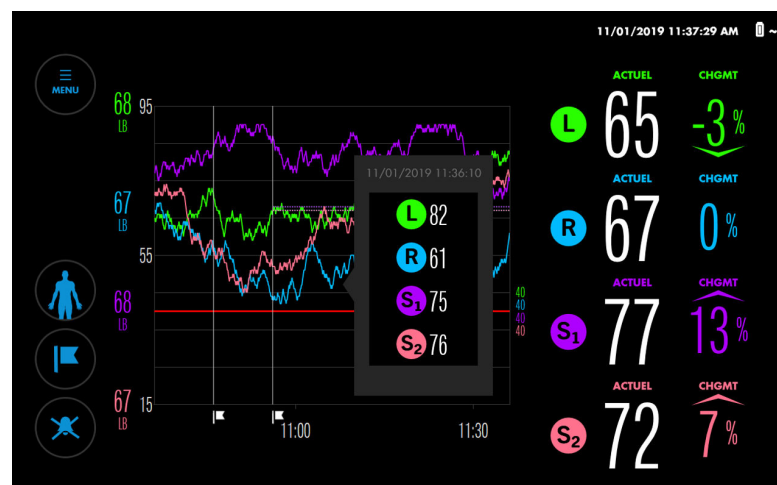 11/01/2019 11:37:29 AM
MENU
68
LB
67
LB
68
LB
67
LB
95
55
15
11:00
11:30
40
40
40
40
11/01/2019 11:36:10
L 82
R 61
S1 75
S2 76
ACTUEL CHGMT
L 65 -3 %
ACTUEL CHGMT
R 67 0 %
ACTUEL CHGMT
S1 77 13 %
ACTUEL CHGMT
S2 72 7 %